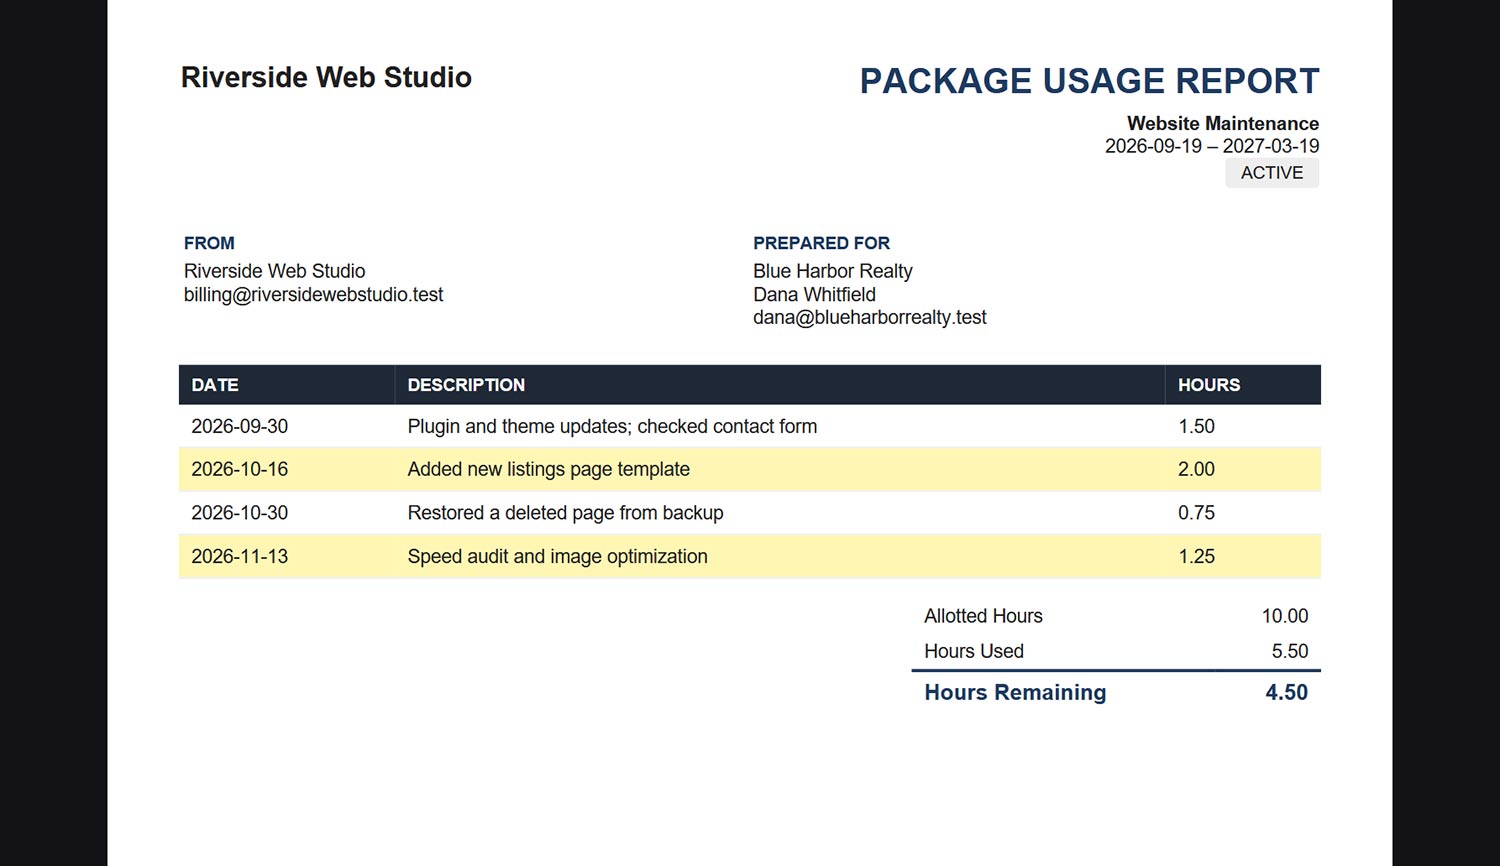 Riverside Web Studio
PACKAGE USAGE REPORT
Website Maintenance
2026-09-19 – 2027-03-19
ACTIVE
FROM
Riverside Web Studio
billing@riversidewebstudio.test
PREPARED FOR
Blue Harbor Realty
Dana Whitfield
dana@blueharborrealty.test
DATE DESCRIPTION HOURS
2026-09-30 Plugin and theme updates; checked contact form 1.50
2026-10-16 Added new listings page template 2.00
2026-10-30 Restored a deleted page from backup 0.75
2026-11-13 Speed audit and image optimization 1.25
Allotted Hours 10.00
Hours Used 5.50
Hours Remaining 4.50